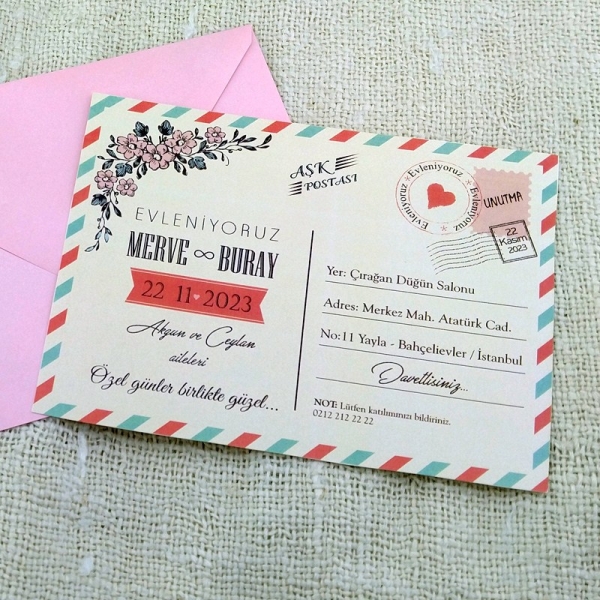 AŞK
POSTASI
Evleniyoruz * Evleniyoruz * Evleniyoruz *
UNUTMA
22
Kasım
2023
EVLENİYORUZ
MERVE ∞ BURAY
22 11 2023
Akgun ve Ceylan
aileleri
Özel günler birlikte güzel...
Yer: Çırağan Düğün Salonu
Adres: Merkez Mah. Atatürk Cad.
No:11 Yayla - Bahçelievler / İstanbul
Davetlisiniz...
NOT: Lütfen katılımınızı bildiriniz.
0212 212 22 22